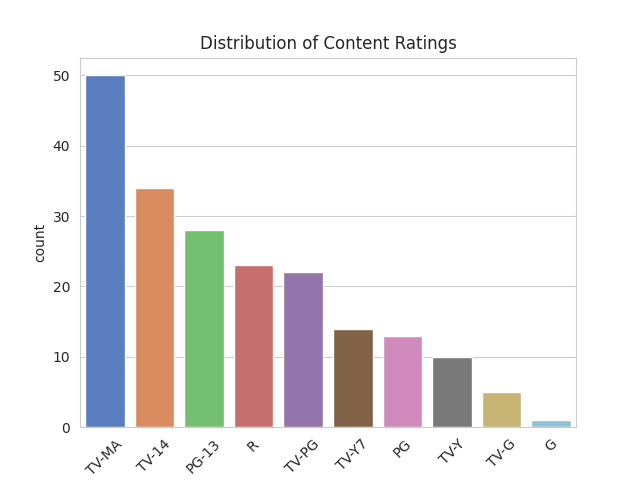 Distribution of Content Ratings
count
50
40
30
20
10
0
TV-MA
TV-14
PG-13
R
TV-PG
TV-Y7
PG
TV-Y
TV-G
G